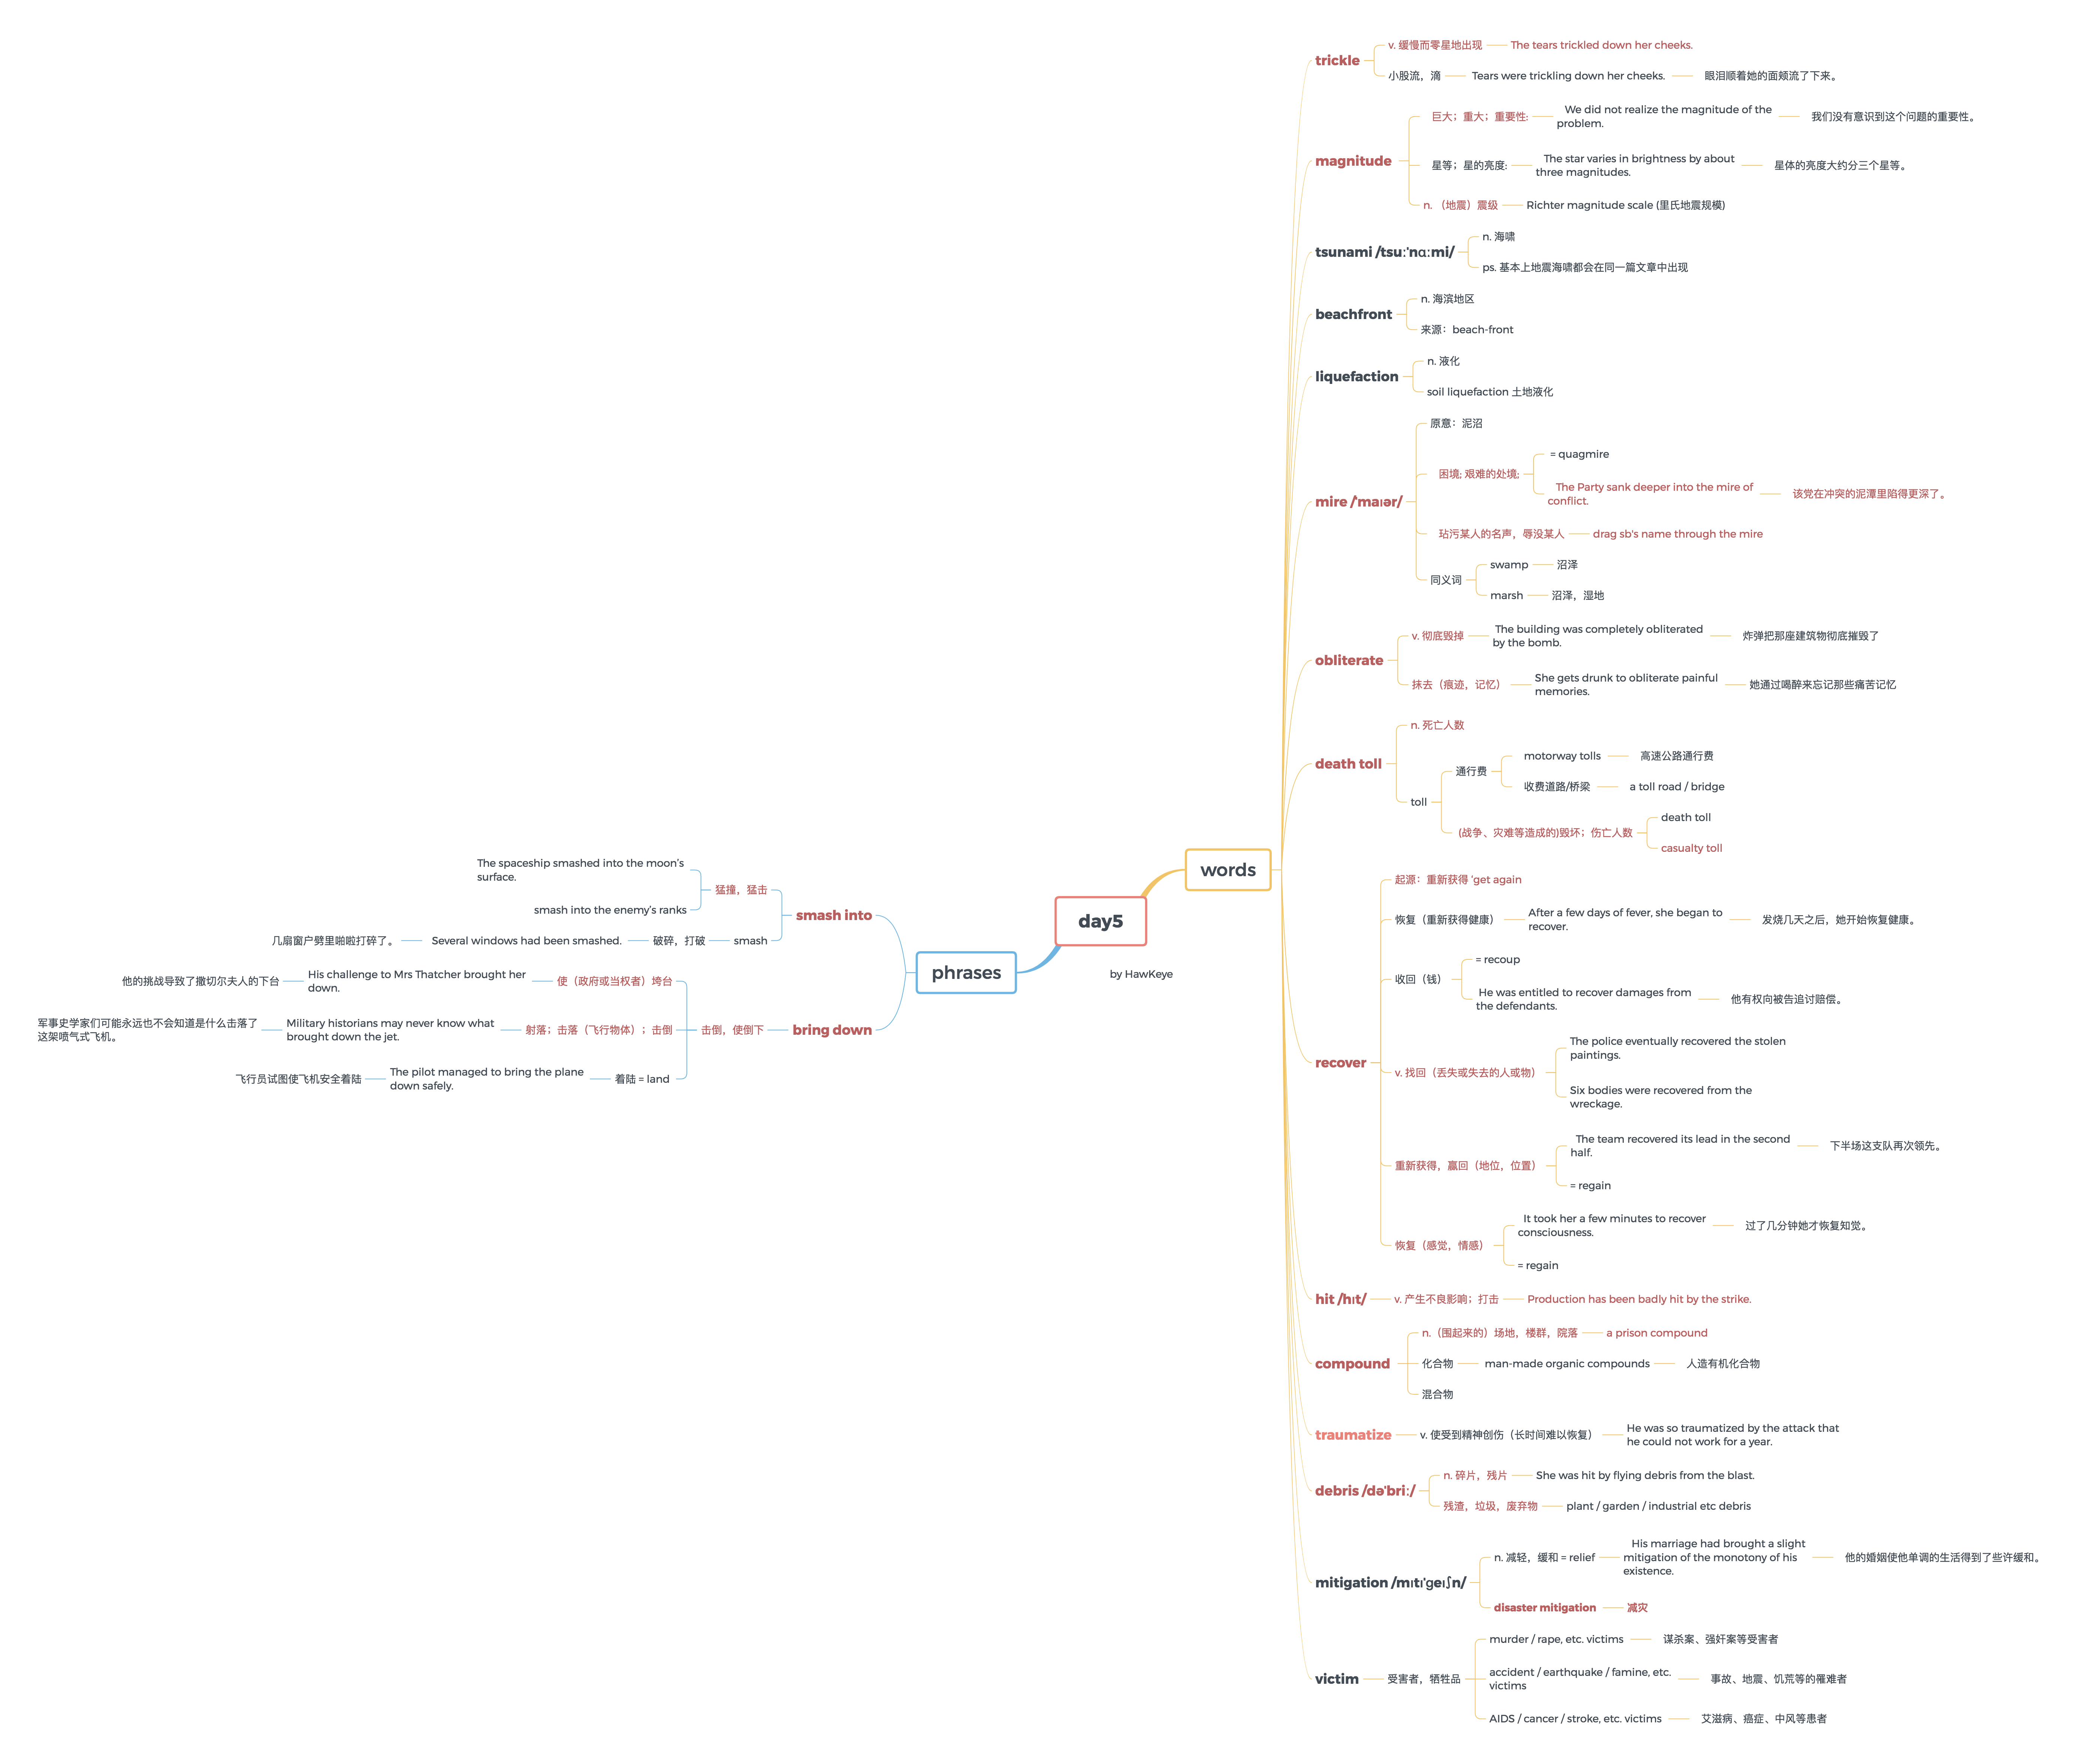 day5
by HawKeye
words
trickle
v. 缓慢而零星地出现
The tears trickled down her cheeks.
小股流，滴
Tears were trickling down her cheeks.
眼泪顺着她的面颊流了下来。
magnitude
巨大；重大；重要性:
We did not realize the magnitude of the
problem.
我们没有意识到这个问题的重要性。
星等；星的亮度:
The star varies in brightness by about
three magnitudes.
星体的亮度大约分三个星等。
n. （地震）震级
Richter magnitude scale (里氏地震规模)
tsunami /tsuːˈnɑːmi/
n. 海啸
ps. 基本上地震海啸都会在同一篇文章中出现
beachfront
n. 海滨地区
来源：beach-front
liquefaction
n. 液化
soil liquefaction 土地液化
mire /ˈmaɪər/
原意：泥沼
困境; 艰难的处境;
= quagmire
The Party sank deeper into the mire of
conflict.
该党在冲突的泥潭里陷得更深了。
玷污某人的名声，辱没某人
drag sb's name through the mire
同义词
swamp
沼泽
marsh
沼泽，湿地
obliterate
v. 彻底毁掉
The building was completely obliterated
by the bomb.
炸弹把那座建筑物彻底摧毁了
抹去（痕迹，记忆）
She gets drunk to obliterate painful
memories.
她通过喝醉来忘记那些痛苦记忆
death toll
n. 死亡人数
toll
通行费
motorway tolls
高速公路通行费
收费道路/桥梁
a toll road / bridge
(战争、灾难等造成的)毁坏；伤亡人数
death toll
casualty toll
recover
起源：重新获得 ‘get again
恢复（重新获得健康）
After a few days of fever, she began to
recover.
发烧几天之后，她开始恢复健康。
收回（钱）
= recoup
He was entitled to recover damages from
the defendants.
他有权向被告追讨赔偿。
v. 找回（丢失或失去的人或物）
The police eventually recovered the stolen
paintings.
Six bodies were recovered from the
wreckage.
重新获得，赢回（地位，位置）
The team recovered its lead in the second
half.
下半场这支队再次领先。
= regain
恢复（感觉，情感）
It took her a few minutes to recover
consciousness.
过了几分钟她才恢复知觉。
= regain
hit /hɪt/
v. 产生不良影响；打击
Production has been badly hit by the strike.
compound
n.（围起来的）场地，楼群，院落
a prison compound
化合物
man-made organic compounds
人造有机化合物
混合物
traumatize
v. 使受到精神创伤（长时间难以恢复）
He was so traumatized by the attack that
he could not work for a year.
debris /dəˈbriː/
n. 碎片，残片
She was hit by flying debris from the blast.
残渣，垃圾，废弃物
plant / garden / industrial etc debris
mitigation /mɪtɪˈɡeɪʃn/
n. 减轻，缓和 = relief
His marriage had brought a slight
mitigation of the monotony of his
existence.
他的婚姻使他单调的生活得到了些许缓和。
disaster mitigation
减灾
victim
受害者，牺牲品
murder / rape, etc. victims
谋杀案、强奸案等受害者
accident / earthquake / famine, etc.
victims
事故、地震、饥荒等的罹难者
AIDS / cancer / stroke, etc. victims
艾滋病、癌症、中风等患者
phrases
smash into
猛撞，猛击
The spaceship smashed into the moon’s
surface.
smash into the enemy’s ranks
smash
破碎，打破
Several windows had been smashed.
几扇窗户劈里啪啦打碎了。
bring down
击倒，使倒下
使（政府或当权者）垮台
His challenge to Mrs Thatcher brought her
down.
他的挑战导致了撒切尔夫人的下台
射落；击落（飞行物体）；击倒
Military historians may never know what
brought down the jet.
军事史学家们可能永远也不会知道是什么击落了
这架喷气式飞机。
着陆 = land
The pilot managed to bring the plane
down safely.
飞行员试图使飞机安全着陆